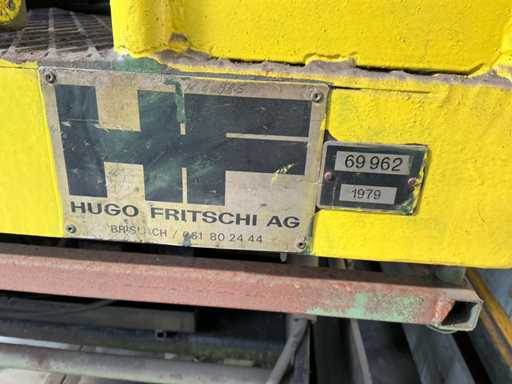 HF
HUGO FRITSCHI AG
BRISLACH / 061 80 24 44
69 962
1979